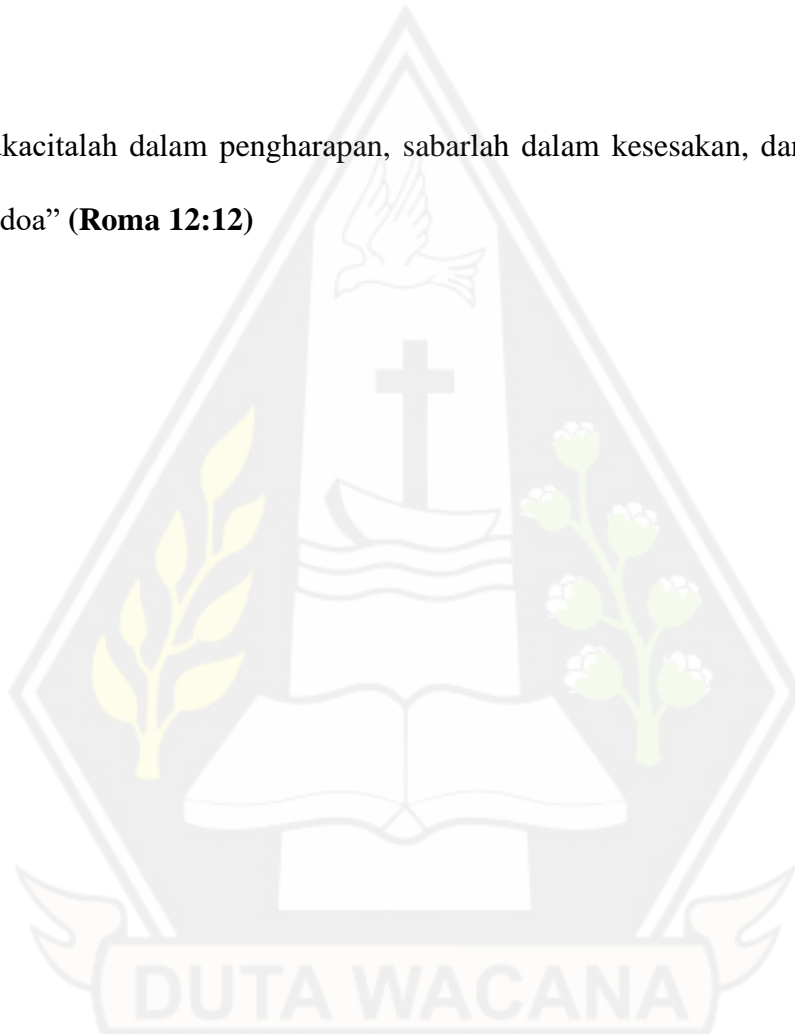 kacitalah dalam pengharapan, sabarlah dalam kesesakan, dan
doa” (Roma 12:12)
DUTA WACANA